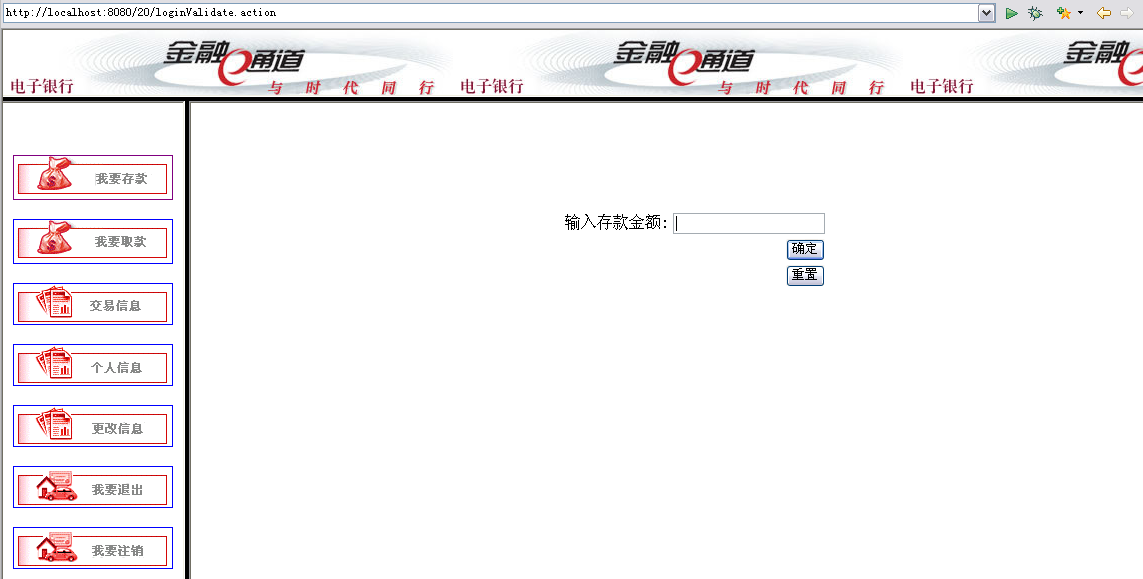 http://localhost:8080/20/loginValidate.action
金融e通道 金融e通道 金融e
电子银行 与时代同行 电子银行 与时代同行 电子银行
我要存款
我要取款
交易信息
个人信息
更改信息
我要退出
我要注销
输入存款金额:
确定
重置